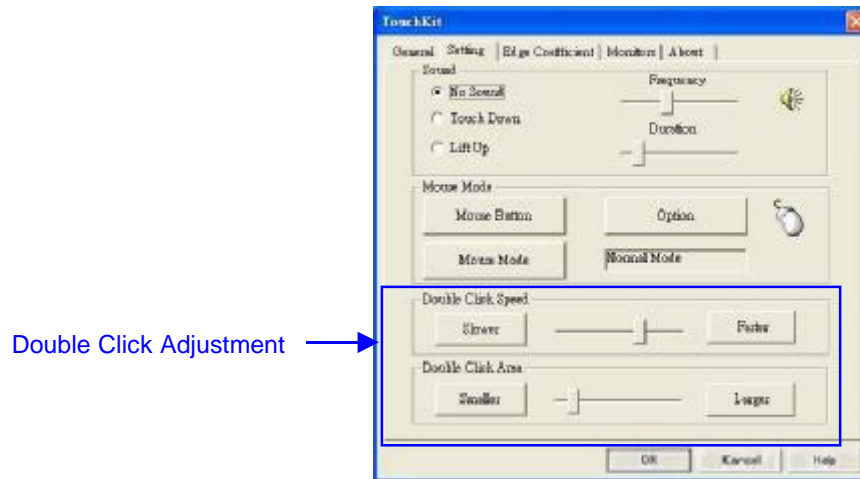 TouchKit
General Setting Edge Coefficient Monitors About
Sound
No Sound
Touch Down
Lift Up
Frequency
Duration
Mouse Mode
Mouse Button
Option
Mouse Mode
Normal Mode
Double Click Adjustment
Double Click Speed
Slower
Faster
Double Click Area
Smaller
Larger
OK
Cancel
Help